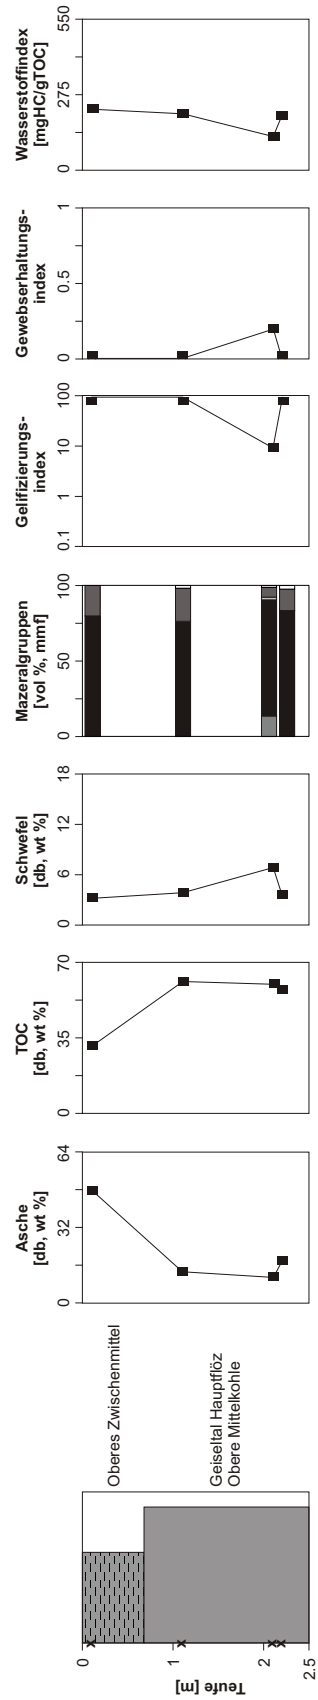 Teufe [m]
0
1
2
2.5
Oberes Zwischenmittel
Geiseltal Hauptflöz
Obere Mittelkohle
Asche
[db, wt %]
0
32
64
TOC
[db, wt %]
0
35
70
Schwefel
[db, wt %]
0
6
12
18
Mazeralgruppen
[vol %, mmf]
0
50
100
Gelifizierungs-
index
0.1
1
10
100
Gewebserhaltungs-
index
0
0.5
1
Wasserstoffindex
[mgHC/gTOC]
0
275
550